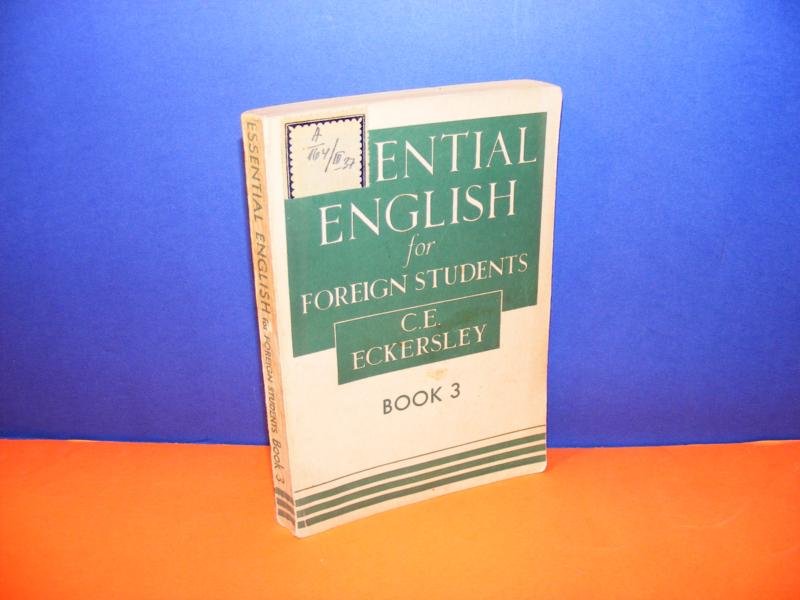 ESSENTIAL ENGLISH for FOREIGN STUDENTS BOOK 3
A
ENTIAL
ENGLISH
for
FOREIGN STUDENTS
C.E.
ECKERSLEY
BOOK 3